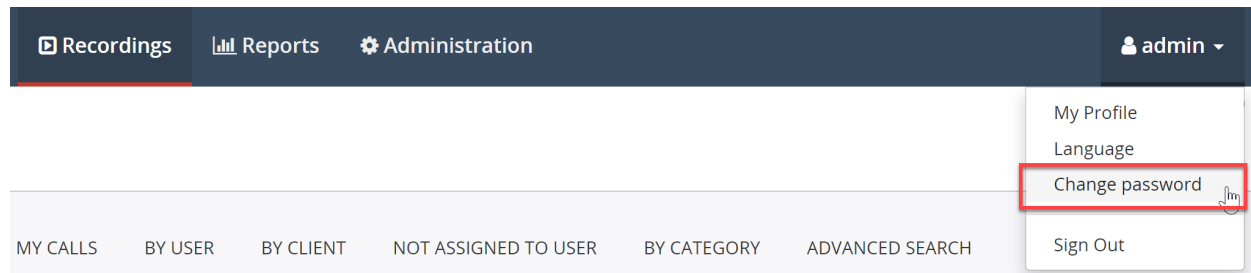 Recordings Reports Administration admin
My Profile
Language
Change password
MY CALLS BY USER BY CLIENT NOT ASSIGNED TO USER BY CATEGORY ADVANCED SEARCH
Sign Out